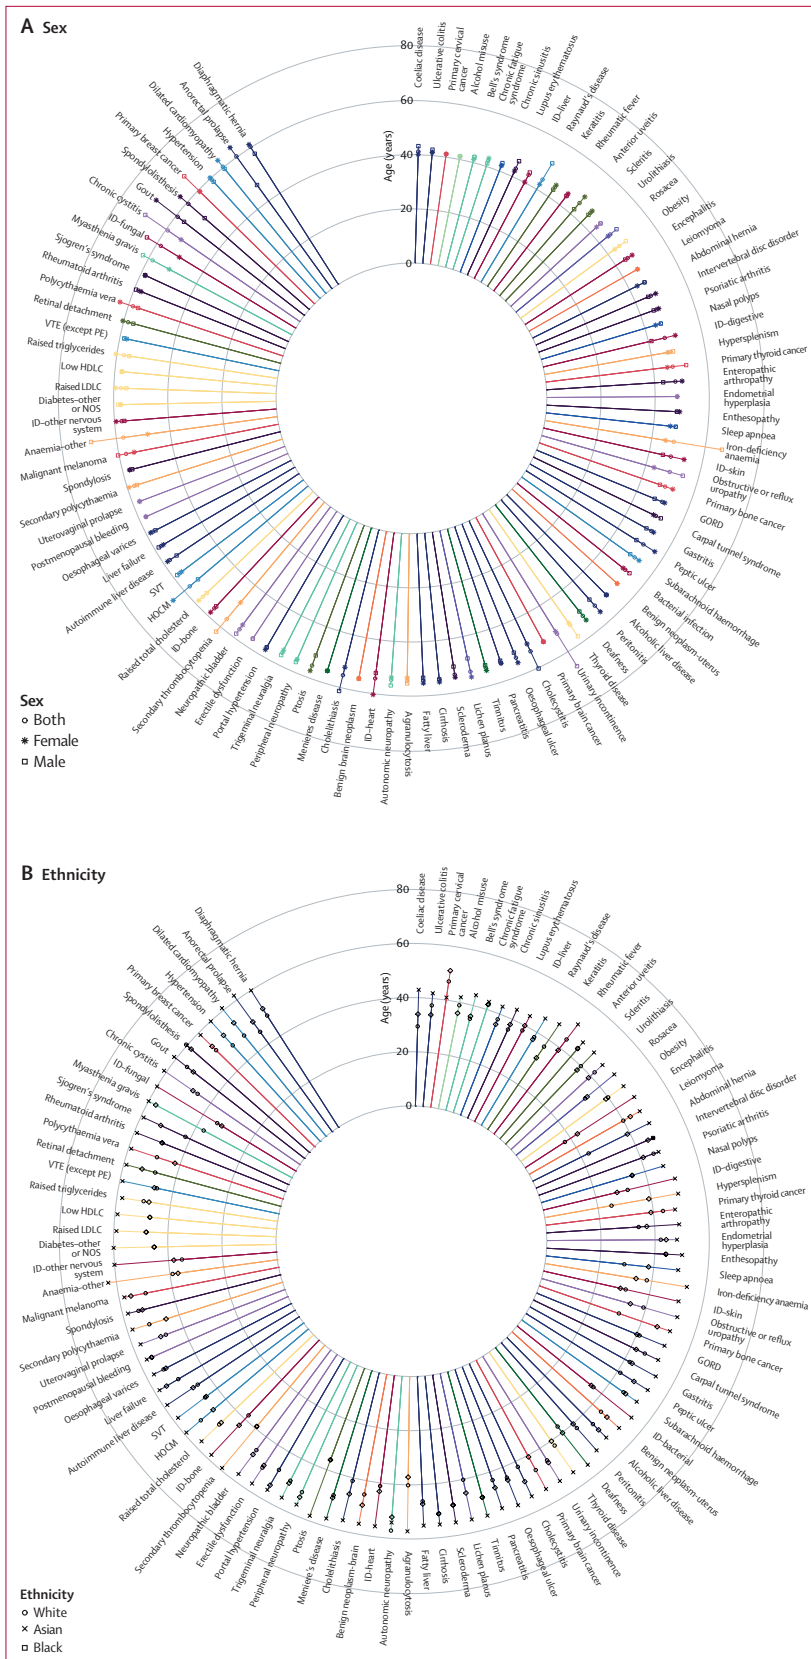 A Sex
80
60
40
20
0
Age (years)
Coeliac disease
Ulcerative colitis
Primary cervical
cancer
Alcohol misuse
Bell's syndrome
Chronic fatigue
syndrome
Chronic sinusitis
Lupus erythematosus
ID-liver
Raynaud's disease
Keratitis
Rheumatic fever
Anterior uveitis
Scleritis
Urolithiasis
Rosacea
Obesity
Encephalitis
Leiomyoma
Abdominal hernia
Intervertebral disc disorder
Psoriatic arthritis
Nasal polyps
ID-digestive
Hypersplenism
Primary thyroid cancer
Enteropathic
arthropathy
Endometrial
hyperplasia
Enthesopathy
Sleep apnoea
Iron-deficiency
anaemia
ID-skin
Obstructive or reflux
uropathy
Primary bone cancer
GORD
Carpal tunnel syndrome
Gastritis
Peptic ulcer
Subarachnoid haemorrhage
Bacterial infection
Benign neoplasm-uterus
Alcoholic liver disease
Peritonitis
Deafness
Thyroid disease
Urinary incontinence
Primary brain cancer
Cholecystitis
Oesophageal ulcer
Pancreatitis
Tinnitus
Lichen planus
Scleroderma
Cirrhosis
Fatty liver
Agranulocytosis
Autonomic neuropathy
ID-heart
Benign brain neoplasm
Cholelithiasis
Menieres disease
Ptosis
Peripheral neuropathy
Trigeminal neuralgia
Portal hypertension
Erectile dysfunction
Neuropathic bladder
Secondary thrombocytopenia
ID-bone
Raised total cholesterol
HOCM
SVT
Autoimmune liver disease
Liver failure
Oesophageal varices
Postmenopausal bleeding
Uterovaginal prolapse
Secondary polycythaemia
Spondylosis
Malignant melanoma
Anaemia-other
ID-other nervous
system
Diabetes-other
or NOS
Raised LDLC
Low HDLC
Raised triglycerides
VTE (except PE)
Retinal detachment
Polycythaemia vera
Rheumatoid arthritis
Sjogren's syndrome
Myasthenia gravis
ID-fungal
Chronic cystitis
Gout
Spondylolisthesis
Primary breast cancer
Hypertension
Dilated cardiomyopathy
Anorectal prolapse
Diaphragmatic hernia
Sex
Both
Female
Male
B Ethnicity
80
60
40
20
0
Age (years)
Coeliac disease
Ulcerative colitis
Primary cervical
cancer
Alcohol misuse
Bell's syndrome
Chronic fatigue
syndrome
Chronic sinusitis
Lupus erythematosus
ID-liver
Raynaud's disease
Keratitis
Rheumatic fever
Anterior uveitis
Scleritis
Urolithiasis
Rosacea
Obesity
Encephalitis
Leiomyoma
Abdominal hernia
Intervertebral disc disorder
Psoriatic arthritis
Nasal polyps
ID-digestive
Hypersplenism
Primary thyroid cancer
Enteropathic
arthropathy
Endometrial
hyperplasia
Enthesopathy
Sleep apnoea
Iron-deficiency anaemia
ID-skin
Obstructive or reflux
uropathy
Primary bone cancer
GORD
Carpal tunnel syndrome
Gastritis
Peptic ulcer
Subarachnoid haemorrhage
ID-bacterial
Benign neoplasm-uterus
Alcoholic liver disease
Peritonitis
Deafness
Thyroid disease
Urinary incontinence
Primary brain cancer
Cholecystitis
Oesophageal ulcer
Pancreatitis
Tinnitus
Lichen planus
Scleroderma
Cirrhosis
Fatty liver
Agranulocytosis
Autonomic neuropathy
ID-heart
Benign neoplasm-brain
Cholelithiasis
Meniere's disease
Ptosis
Peripheral neuropathy
Trigeminal neuralgia
Portal hypertension
Erectile dysfunction
Neuropathic bladder
Secondary thrombocytopenia
ID-bone
Raised total cholesterol
HOCM
SVT
Autoimmune liver disease
Liver failure
Oesophageal varices
Postmenopausal bleeding
Uterovaginal prolapse
Secondary polycythaemia
Spondylosis
Malignant melanoma
Anaemia-other
ID-other nervous
system
Diabetes-other
or NOS
Raised LDLC
Low HDLC
Raised triglycerides
VTE (except PE)
Retinal detachment
Polycythaemia vera
Rheumatoid arthritis
Sjogren's syndrome
Myasthenia gravis
ID-fungal
Chronic cystitis
Gout
Spondylolisthesis
Primary breast cancer
Hypertension
Dilated cardiomyopathy
Anorectal prolapse
Diaphragmatic hernia
Ethnicity
White
Asian
Black